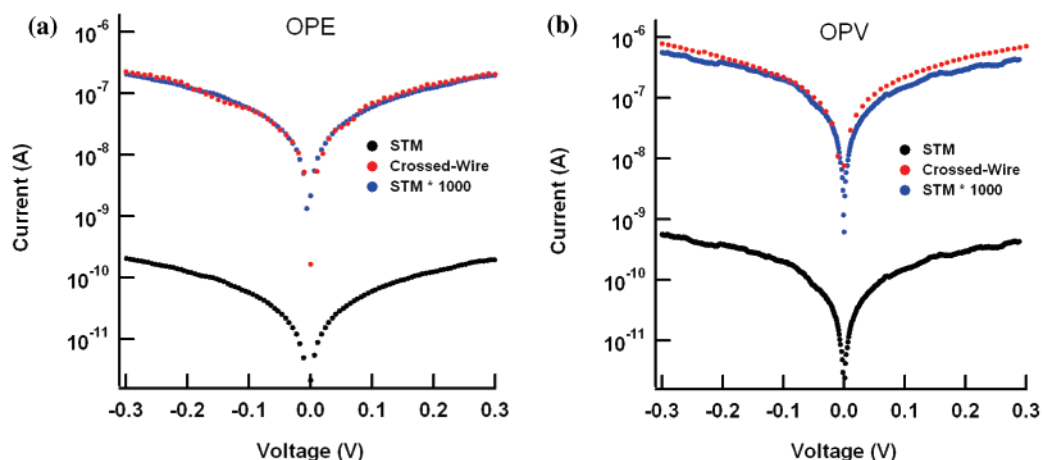 (a)
OPE
Current (A)
10⁻⁶
10⁻⁷
10⁻⁸
10⁻⁹
10⁻¹⁰
10⁻¹¹
STM
Crossed-Wire
STM * 1000
-0.3 -0.2 -0.1 0.0 0.1 0.2 0.3
Voltage (V)
(b)
OPV
Current (A)
10⁻⁶
10⁻⁷
10⁻⁸
10⁻⁹
10⁻¹⁰
10⁻¹¹
STM
Crossed-Wire
STM * 1000
-0.3 -0.2 -0.1 0.0 0.1 0.2 0.3
Voltage (V)